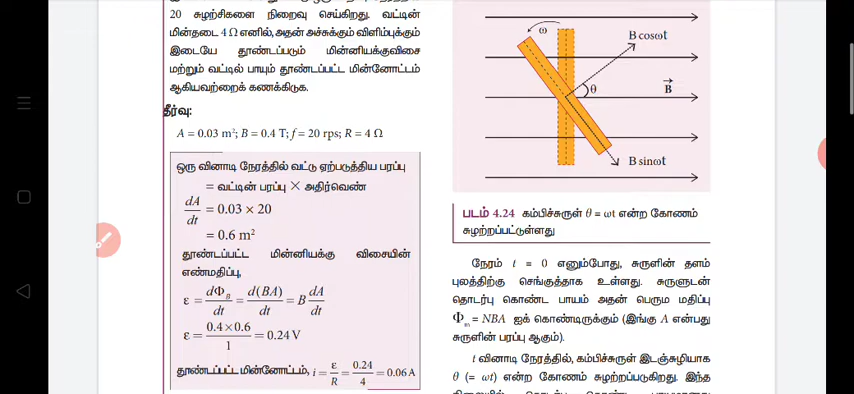 20 சுழற்சிகளை நிறைவு செய்கிறது. வட்டின்
மின்தடை 4 Ω எனில், அதன் அச்சுக்கும் விளிம்புக்கும்
இடையே தூண்டப்படும் மின்னியக்குவிசை
மற்றும் வட்டில் பாயும் தூண்டப்பட்ட மின்னோட்டம்
ஆகியவற்றைக் கணக்கிடுக.
தீர்வு:
A = 0.03 m²; B = 0.4 T; f = 20 rps; R = 4 Ω
ஒரு வினாடி நேரத்தில் வட்டு ஏற்படுத்திய பரப்பு
= வட்டின் பரப்பு × அதிர்வெண்
dA/dt = 0.03 × 20
= 0.6 m²
தூண்டப்பட்ட மின்னியக்கு விசையின்
எண்மதிப்பு,
ε = dΦ_B/dt = d(BA)/dt = B dA/dt
ε = 0.4×0.6/1 = 0.24 V
தூண்டப்பட்ட மின்னோட்டம், i = ε/R = 0.24/4 = 0.06 A
ω
B cosωt
θ
B⃗
B sinωt
படம் 4.24 கம்பிச்சுருள் θ = ωt என்ற கோணம்
சுழற்றப்பட்டுள்ளது
நேரம் t = 0 எனும்போது, சுருளின் தளம்
புலத்திற்கு செங்குத்தாக உள்ளது. சுருளுடன்
தொடர்பு கொண்ட பாயம் அதன் பெரும மதிப்பு
Φₘ = NBA ஐக் கொண்டிருக்கும் (இங்கு A என்பது
சுருளின் பரப்பு ஆகும்).
t வினாடி நேரத்தில், கம்பிச்சுருள் இடஞ்சுழியாக
θ (= ωt) என்ற கோணம் சுழற்றப்படுகிறது. இந்த